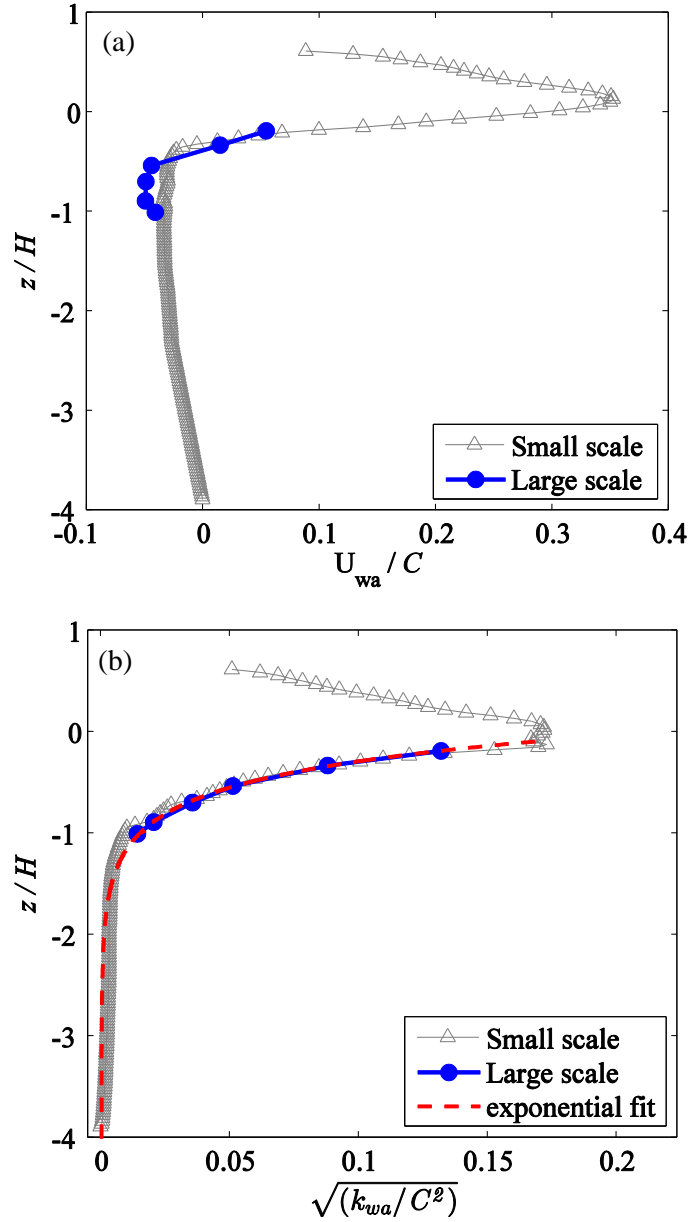 (a)
1
0
-1
-2
-3
-4
z / H
-0.1 0 0.1 0.2 0.3 0.4
U_wa / C
Small scale
Large scale
(b)
1
0
-1
-2
-3
-4
z / H
0 0.05 0.1 0.15 0.2
√(k_wa / C²)
Small scale
Large scale
exponential fit